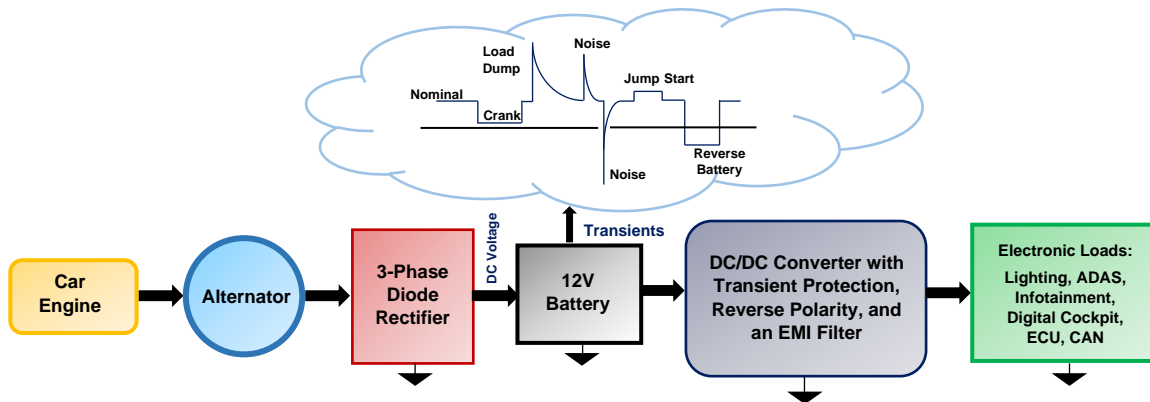 Load
Dump
Noise
Jump Start
Nominal
Crank
Reverse
Battery
Noise
Transients
Car
Engine
Alternator
3-Phase
Diode
Rectifier
DC Voltage
12V
Battery
DC/DC Converter with
Transient Protection,
Reverse Polarity, and
an EMI Filter
Electronic Loads:
Lighting, ADAS,
Infotainment,
Digital Cockpit,
ECU, CAN